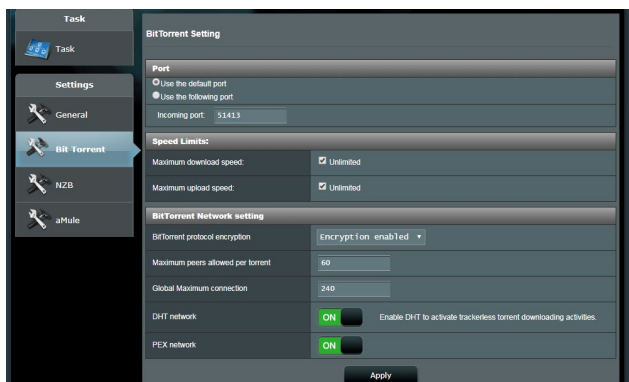 Task
Task
Settings
General
Bit Torrent
NZB
aMule
BitTorrent Setting
Port
Use the default port
Use the following port
Incoming port: 51413
Speed Limits:
Maximum download speed: Unlimited
Maximum upload speed: Unlimited
BitTorrent Network setting
BitTorrent protocol encryption Encryption enabled
Maximum peers allowed per torrent 60
Global Maximum connection 240
DHT network ON Enable DHT to activate trackerless torrent downloading activities.
PEX network ON
Apply